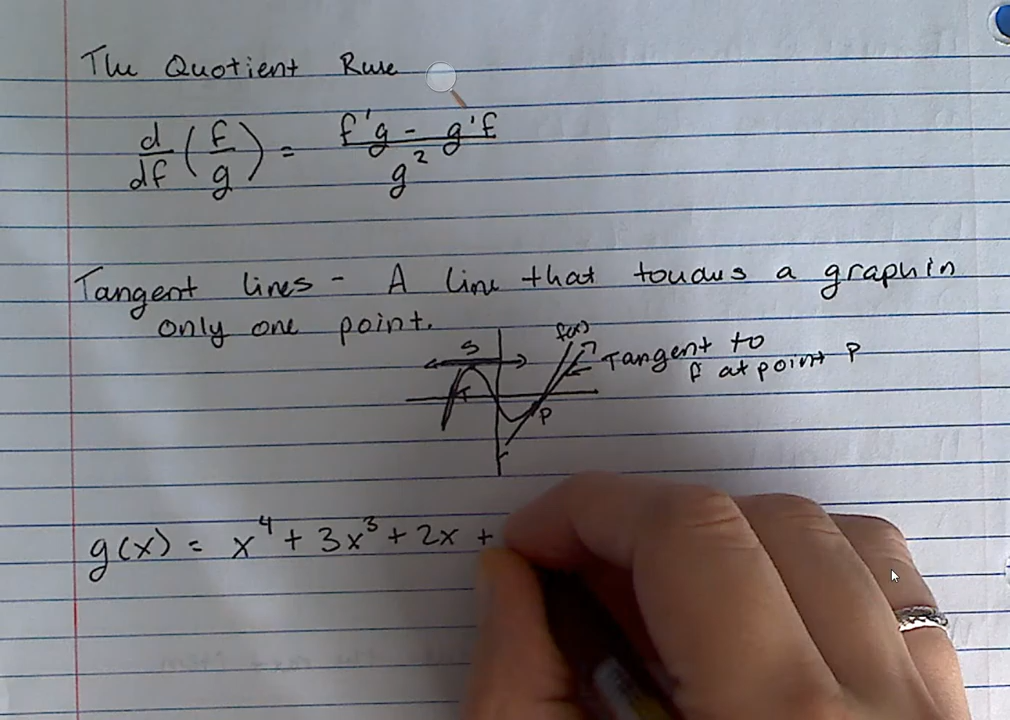 The Quotient Rule
d/df (f/g) = f'g - g'f / g²
Tangent lines - A line that touches a graph in
only one point.
S
f(x)
Tangent to
f at point P
P
g(x) = x⁴ + 3x³ + 2x +